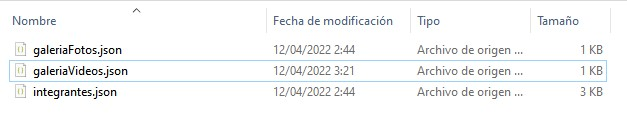 Nombre Fecha de modificación Tipo Tamaño
galeriaFotos.json 12/04/2022 2:44 Archivo de origen ... 1 KB
galeriaVideos.json 12/04/2022 3:21 Archivo de origen ... 1 KB
integrantes.json 12/04/2022 2:44 Archivo de origen ... 3 KB